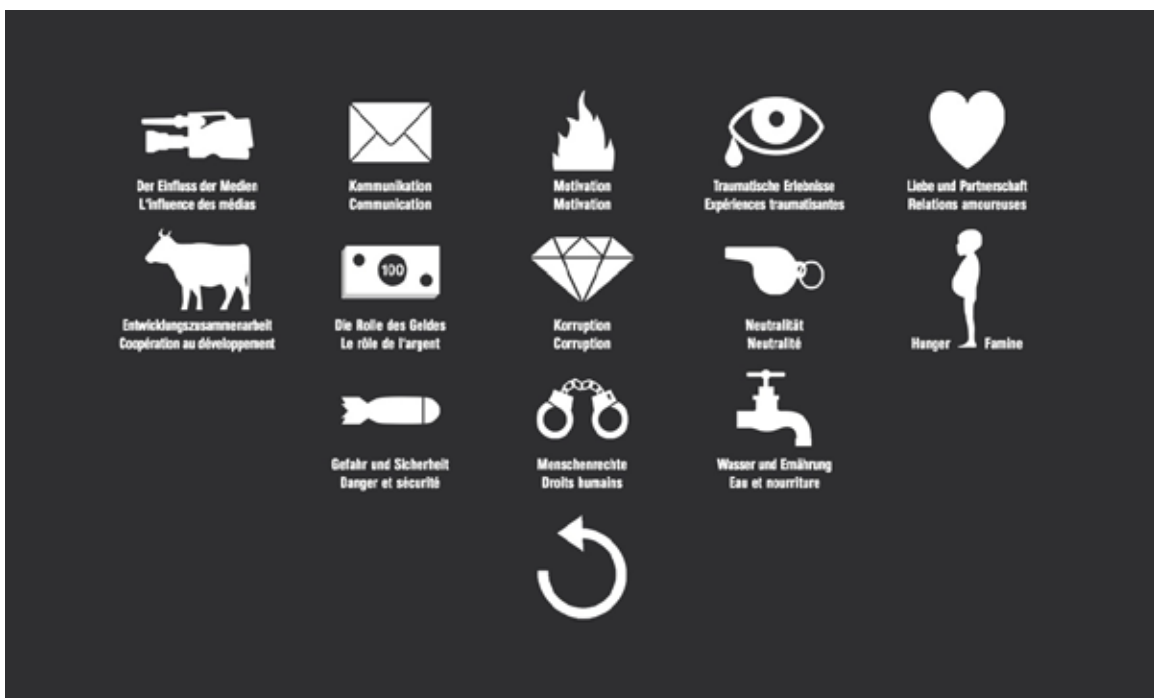 Der Einfluss der Medien
L'influence des médias
Kommunikation
Communication
Motivation
Motivation
Traumatische Erlebnisse
Expériences traumatisantes
Liebe und Partnerschaft
Relations amoureuses
Entwicklungszusammenarbeit
Coopération au développement
100
Die Rolle des Geldes
Le rôle de l'argent
Korruption
Corruption
Neutralität
Neutralité
Hunger Famine
Gefahr und Sicherheit
Danger et sécurité
Menschenrechte
Droits humains
Wasser und Ernährung
Eau et nourriture